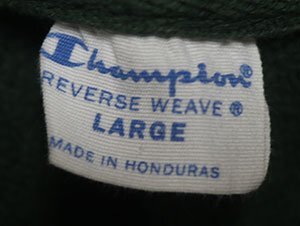 Champion®
REVERSE WEAVE®
LARGE
MADE IN HONDURAS